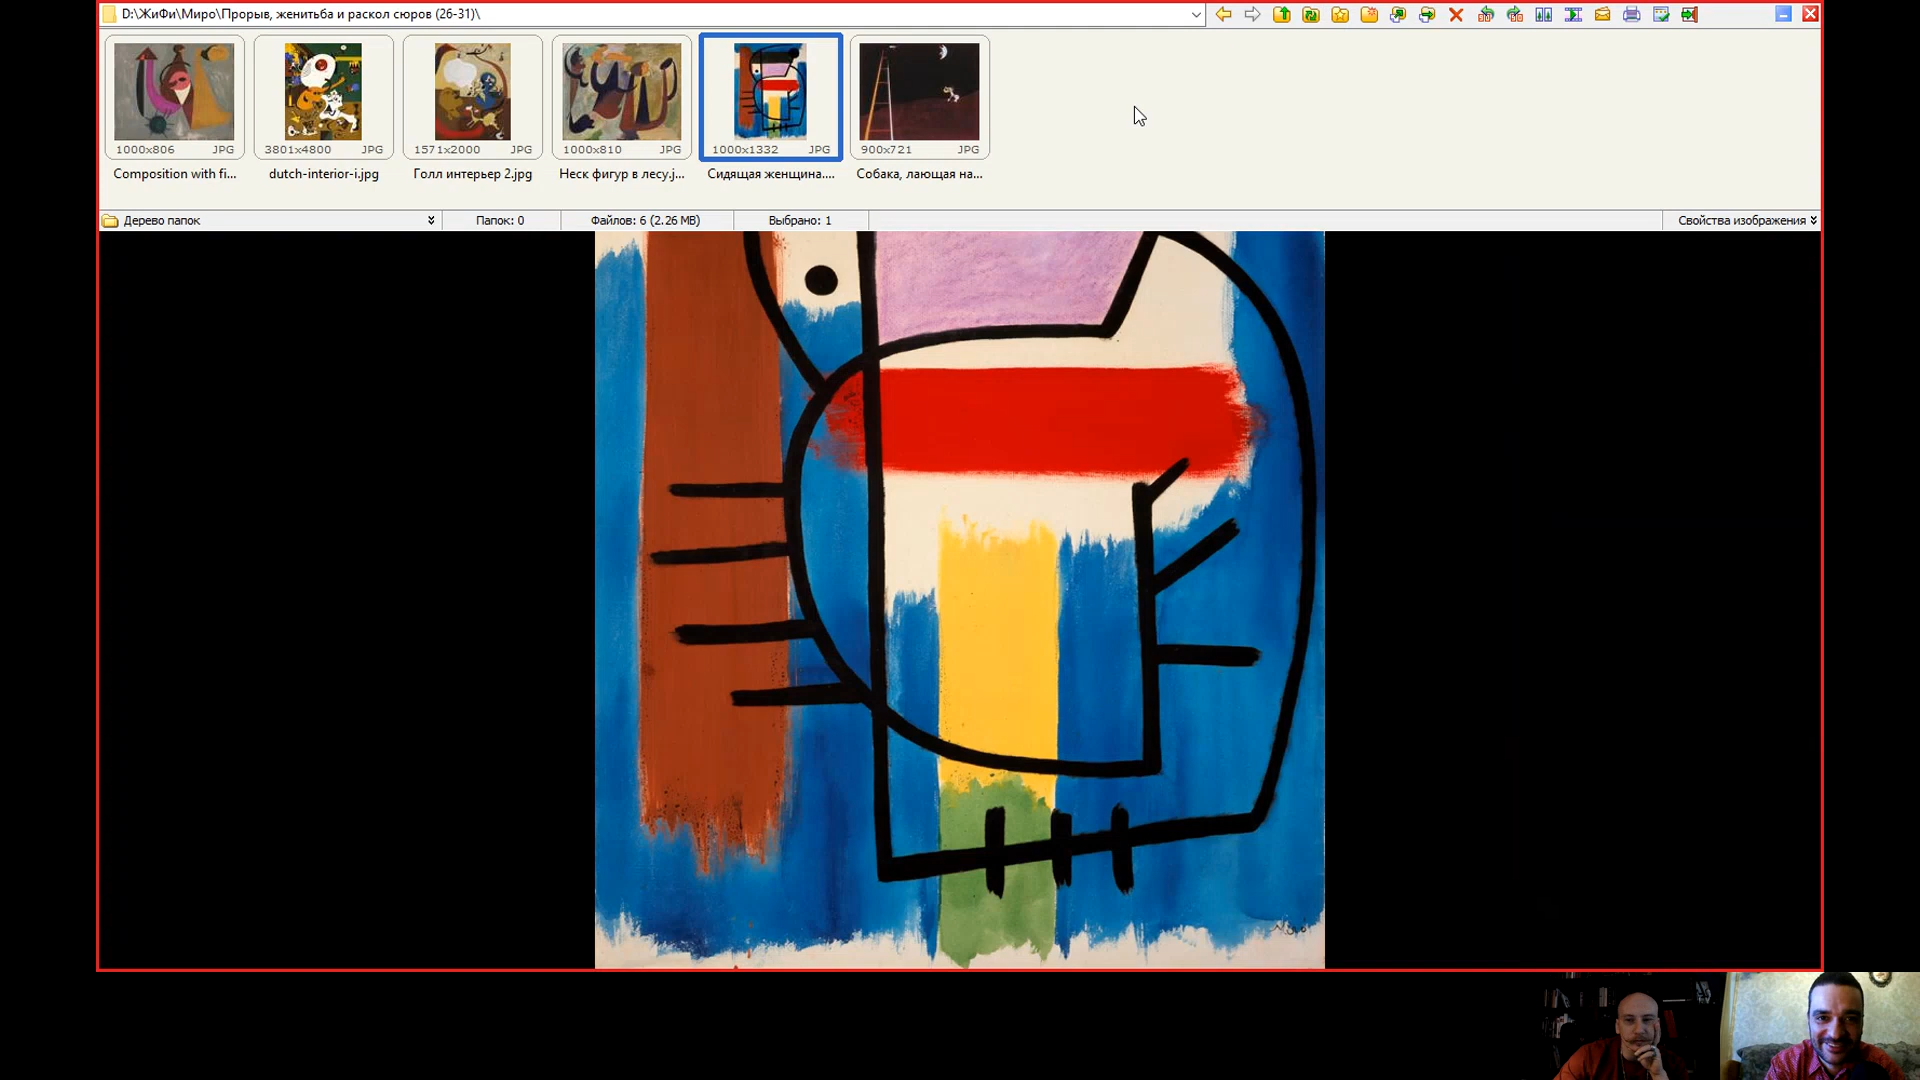 D:\ЖиФи\Миро\Прорыв, женитьба и раскол сюров (26-31)\
1000x806 JPG
3801x4800 JPG
1571x2000 JPG
1000x810 JPG
1000x1332 JPG
900x721 JPG
Composition with fi...
dutch-interior-i.jpg
Голл интерьер 2.jpg
Неск фигур в лесу.j...
Сидящая женщина....
Собака, лающая на...
Дерево папок
Папок: 0
Файлов: 6 (2.26 MB)
Выбрано: 1
Свойства изображения
Miró